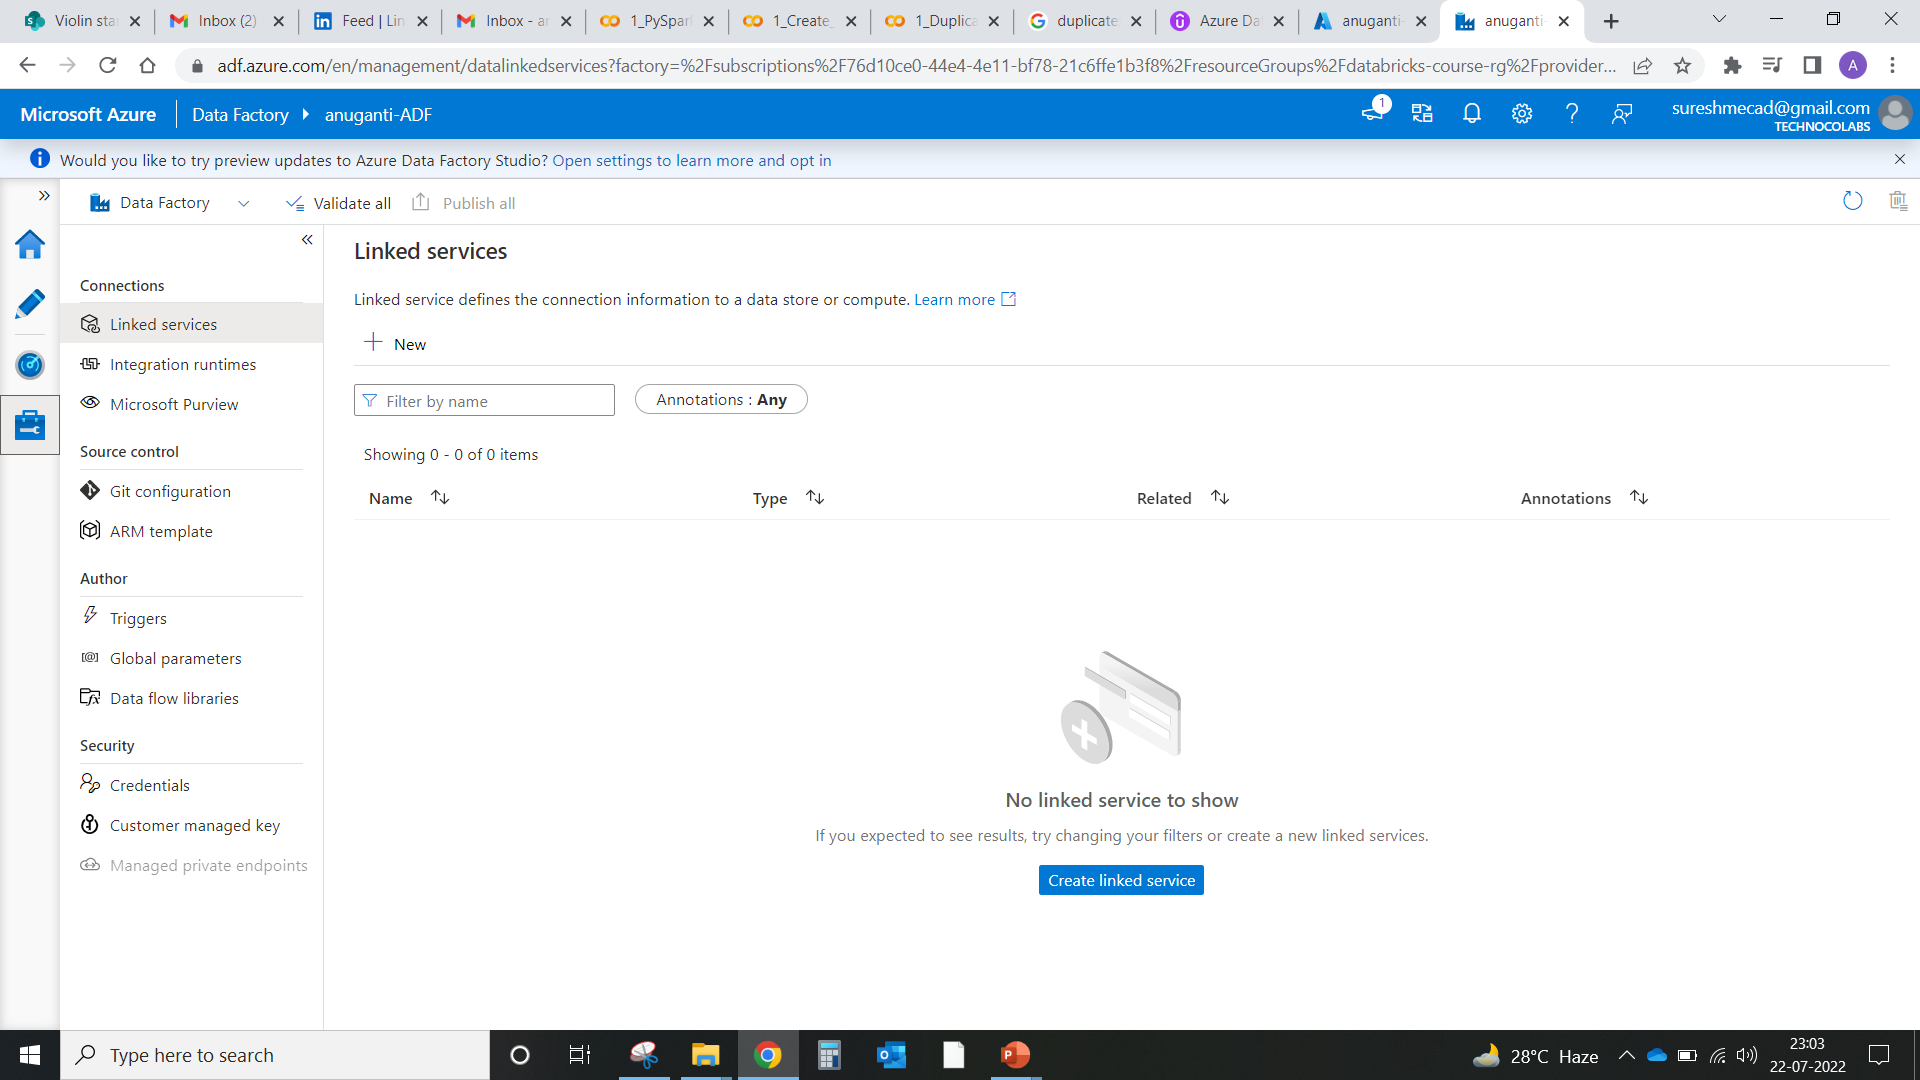 Violin sta
Inbox (2)
Feed | Lin
Inbox - a
1_PySpar
1_Create_
1_Duplica
duplicate
Azure Da
anuganti-
anuganti-
adf.azure.com/en/management/datalinkedservices?factory=%2Fsubscriptions%2F76d10ce0-44e4-4e11-bf78-21c6ffe1b3f8%2FresourceGroups%2Fdatabricks-course-rg%2Fprovider...
A
Microsoft Azure
Data Factory
anuganti-ADF
1
sureshmecad@gmail.com
TECHNOCOLABS
Would you like to try preview updates to Azure Data Factory Studio? Open settings to learn more and opt in
Data Factory
Validate all
Publish all
Linked services
Connections
Linked service defines the connection information to a data store or compute. Learn more
Linked services
New
Integration runtimes
Microsoft Purview
Filter by name
Annotations : Any
Source control
Showing 0 - 0 of 0 items
Git configuration
Name
Type
Related
Annotations
ARM template
Author
Triggers
Global parameters
Data flow libraries
Security
Credentials
No linked service to show
Customer managed key
If you expected to see results, try changing your filters or create a new linked services.
Managed private endpoints
Create linked service
Type here to search
28°C Haze
23:03
22-07-2022